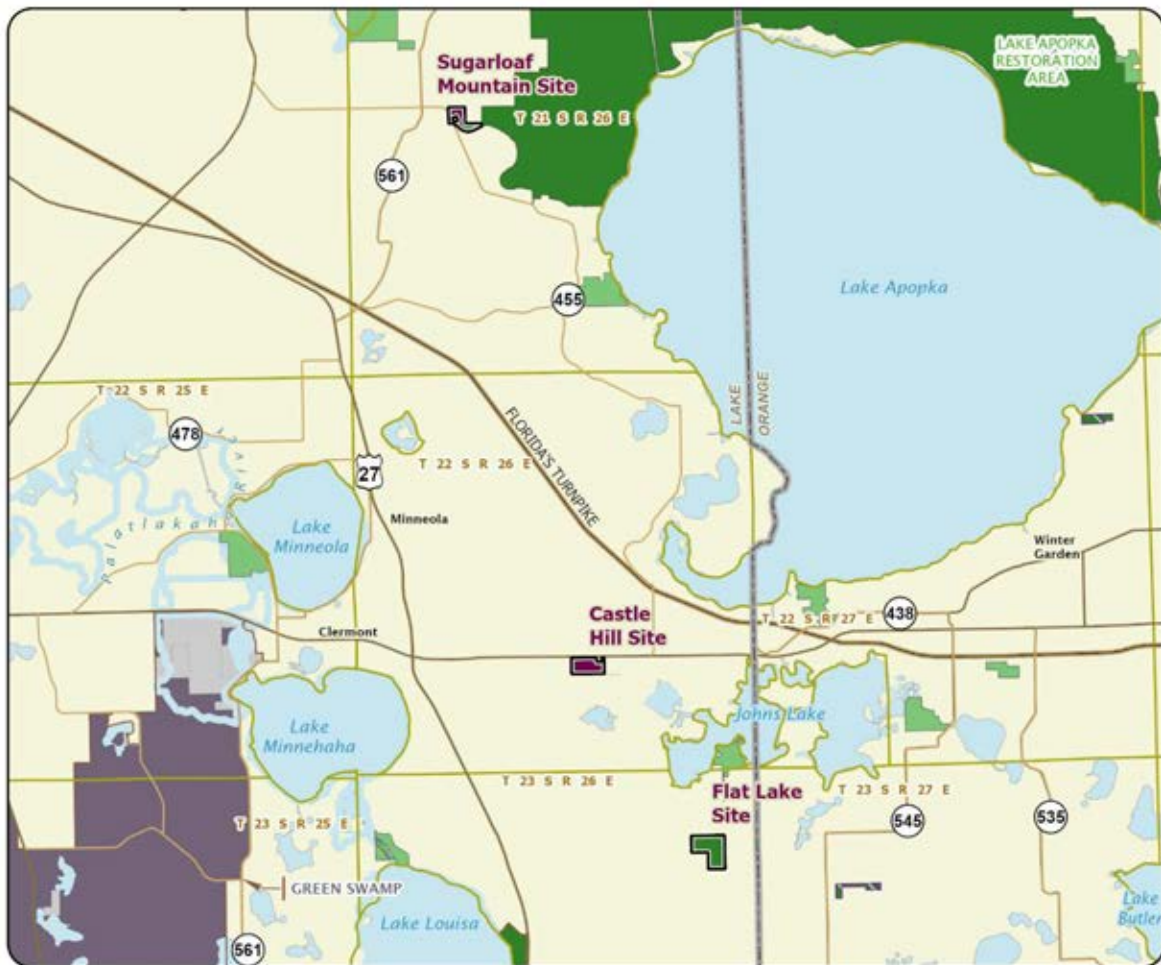 LAKE APOPKA
RESTORATION
AREA
Sugarloaf
Mountain Site
T 21 S R 26 E
561
455
Lake Apopka
T 22 S R 25 E
478
27
T 22 S R 26 E
FLORIDA'S TURNPIKE
LAKE
ORANGE
Palatlakaha River
Lake
Minneola
Minneola
Winter
Garden
Castle
Hill Site
T 22 S R 27 E
438
Clermont
Lake
Minnehaha
Johns Lake
T 23 S R 26 E
Flat Lake
Site
T 23 S R 27 E
545
535
T 23 S R 25 E
GREEN SWAMP
Lake Louisa
561
Lake
Butler